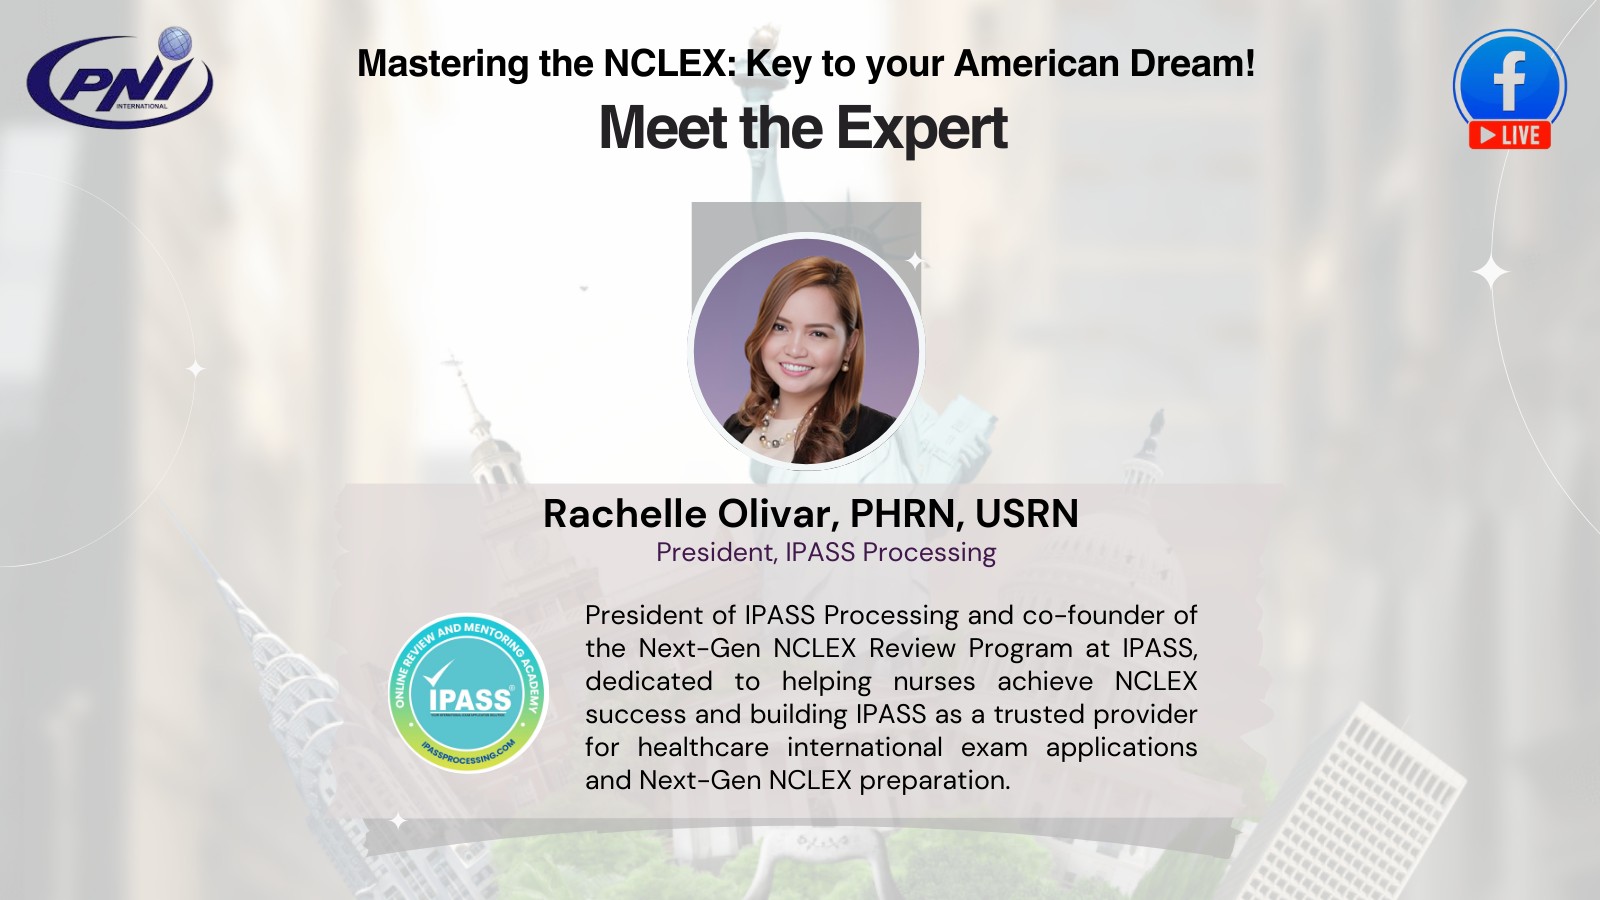 PNI
INTERNATIONAL
Mastering the NCLEX: Key to your American Dream!
Meet the Expert
f
LIVE
Rachelle Olivar, PHRN, USRN
President, IPASS Processing
President of IPASS Processing and co-founder of
the Next-Gen NCLEX Review Program at IPASS,
dedicated to helping nurses achieve NCLEX
success and building IPASS as a trusted provider
for healthcare international exam applications
and Next-Gen NCLEX preparation.
ONLINE REVIEW AND MENTORING ACADEMY
IPASS
IPASSPROCESSING.COM